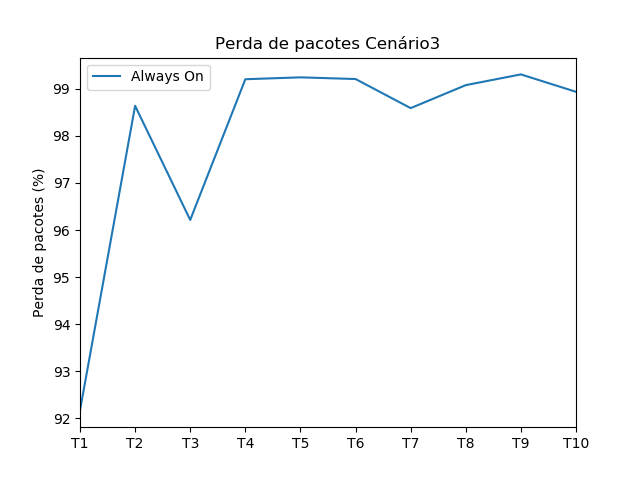 Perda de pacotes Cenário3
Always On
Perda de pacotes (%)
99
98
97
96
95
94
93
92
T1 T2 T3 T4 T5 T6 T7 T8 T9 T10